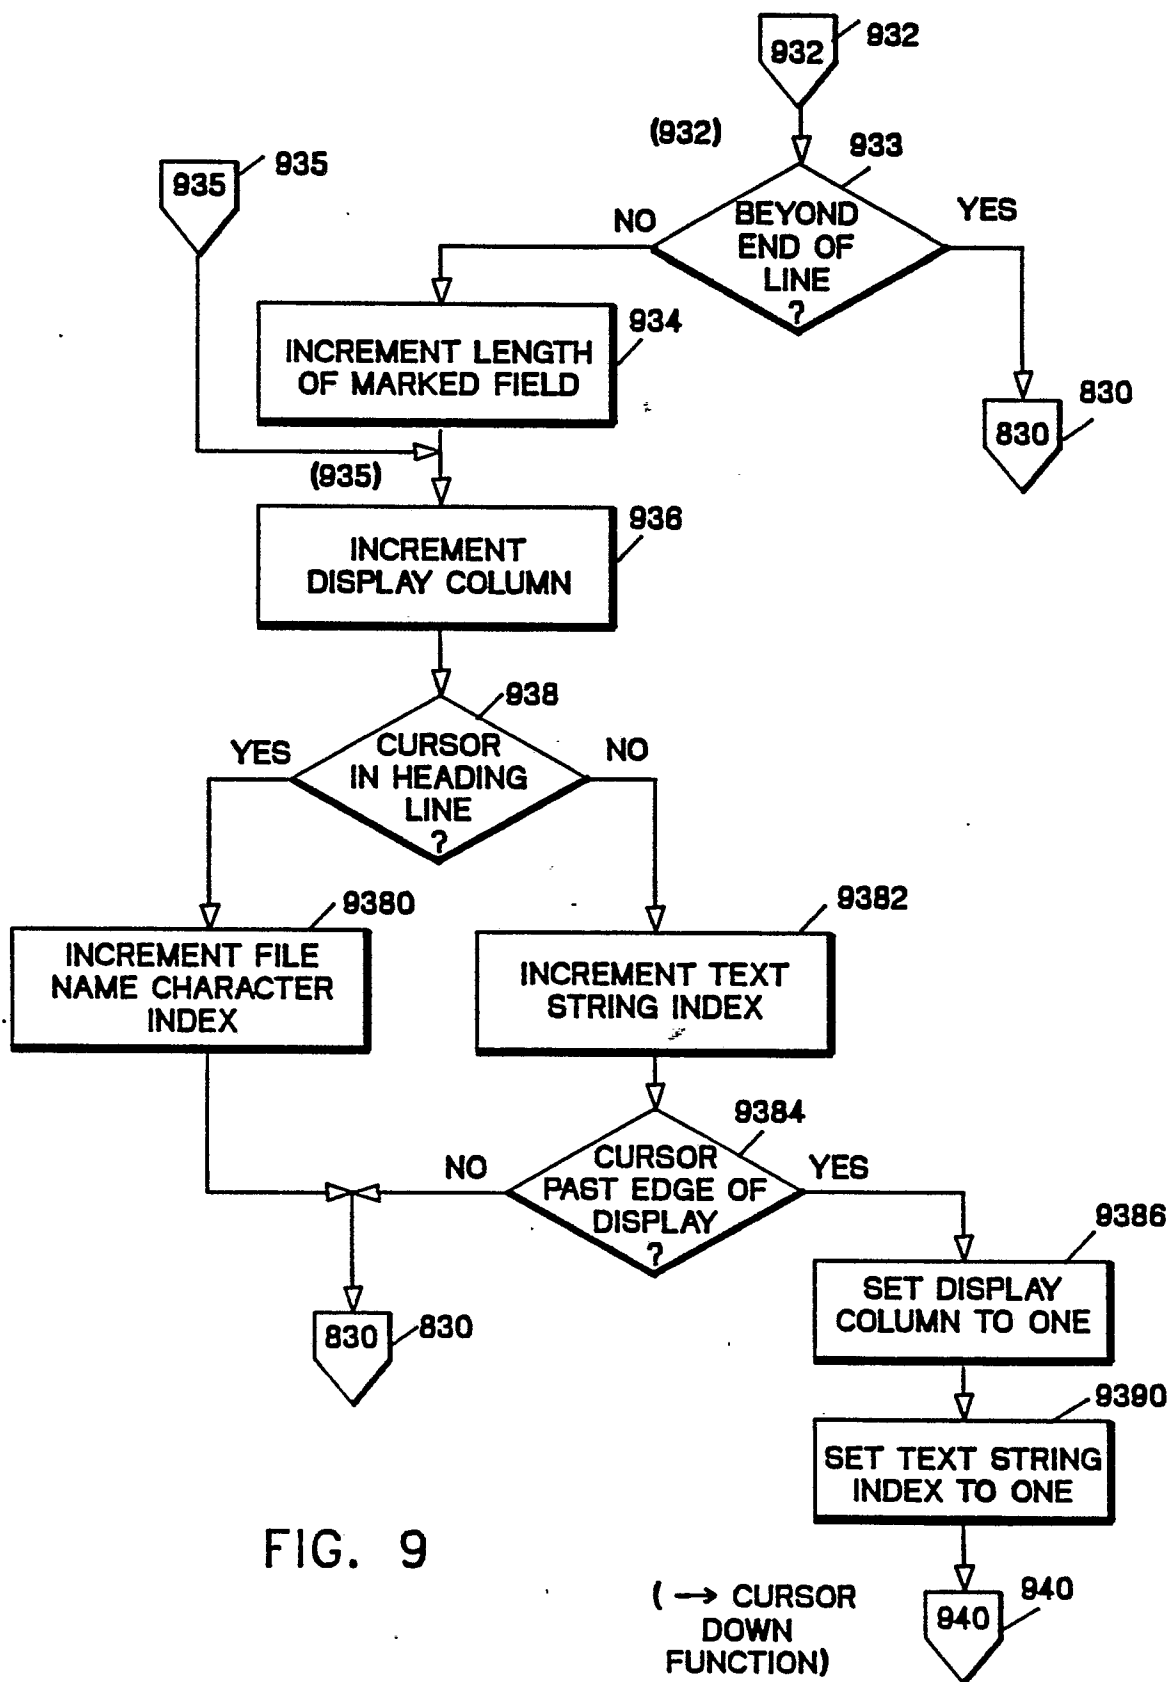 932
932
(932)
933
935
935
BEYOND
END OF
LINE
?
NO
YES
934
INCREMENT LENGTH
OF MARKED FIELD
830
830
(935)
936
INCREMENT
DISPLAY COLUMN
938
CURSOR
IN HEADING
LINE
?
YES
NO
9380
INCREMENT FILE
NAME CHARACTER
INDEX
9382
INCREMENT TEXT
STRING INDEX
9384
CURSOR
PAST EDGE OF
DISPLAY
?
NO
YES
830
830
9386
SET DISPLAY
COLUMN TO ONE
9390
SET TEXT STRING
INDEX TO ONE
FIG. 9
940
940
( → CURSOR
DOWN
FUNCTION)